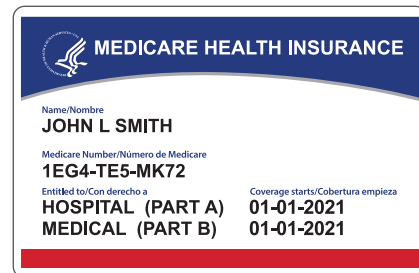 MEDICARE HEALTH INSURANCE
Name/Nombre
JOHN L SMITH
Medicare Number/Número de Medicare
1EG4-TE5-MK72
Entitled to/Con derecho a Coverage starts/Cobertura empieza
HOSPITAL (PART A) 01-01-2021
MEDICAL (PART B) 01-01-2021